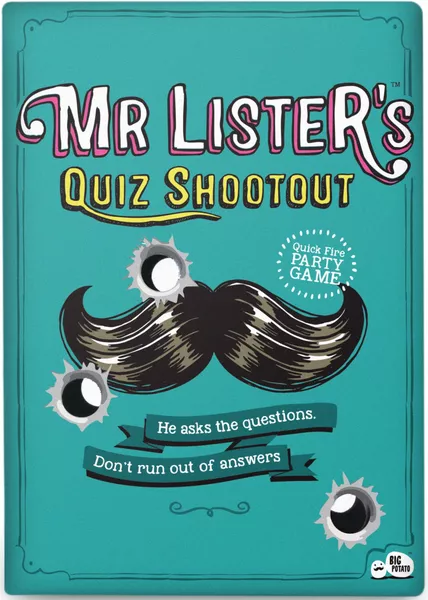 MR LISTER's
TM
QUIZ SHOOTOUT
Quick Fire
PARTY
GAME
He asks the questions.
Don't run out of answers
BIG
POTATO